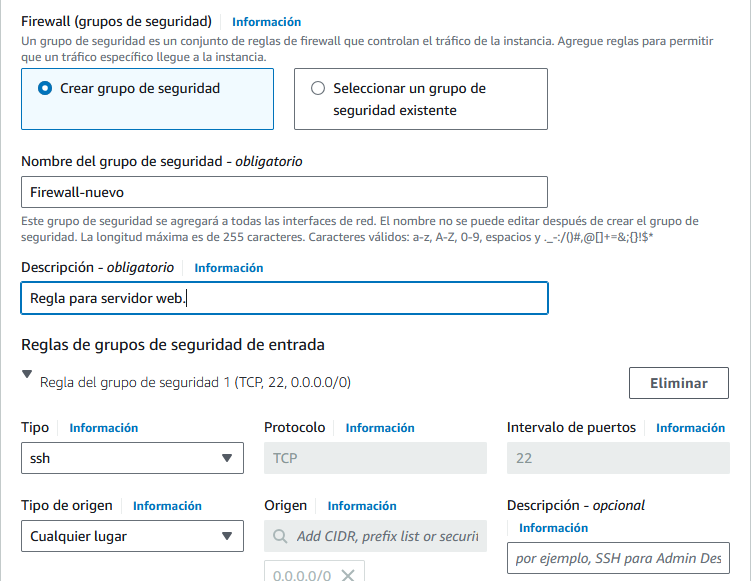 Firewall (grupos de seguridad) Información
Un grupo de seguridad es un conjunto de reglas de firewall que controlan el tráfico de la instancia. Agregue reglas para permitir
que un tráfico específico llegue a la instancia.
Crear grupo de seguridad
Seleccionar un grupo de
seguridad existente
Nombre del grupo de seguridad - obligatorio
Firewall-nuevo
Este grupo de seguridad se agregará a todas las interfaces de red. El nombre no se puede editar después de crear el grupo de
seguridad. La longitud máxima es de 255 caracteres. Caracteres válidos: a-z, A-Z, 0-9, espacios y ._-:/()#,@[]+=&;{}!$*
Descripción - obligatorio Información
Regla para servidor web.
Reglas de grupos de seguridad de entrada
Regla del grupo de seguridad 1 (TCP, 22, 0.0.0.0/0)
Eliminar
Tipo Información
Protocolo Información
Intervalo de puertos Información
ssh
TCP
22
Tipo de origen Información
Origen Información
Descripción - opcional
Información
Cualquier lugar
Add CIDR, prefix list or securit
por ejemplo, SSH para Admin Des
0.0.0.0/0